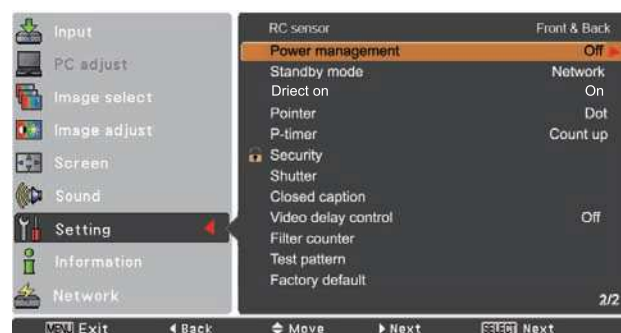 Input
PC adjust
Image select
Image adjust
Screen
Sound
Setting
Information
Network
RC sensor Front & Back
Power management Off
Standby mode Network
Driect on On
Pointer Dot
P-timer Count up
Security
Shutter
Closed caption
Video delay control Off
Filter counter
Test pattern
Factory default
2/2
MENU Exit Back Move Next SELECT Next